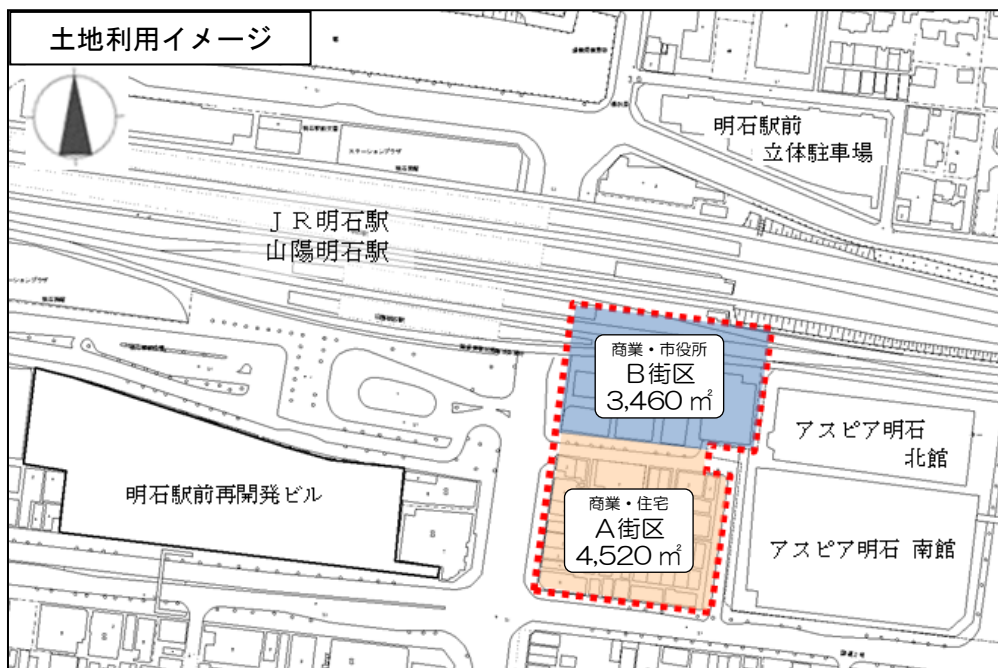 土地利用イメージ
明石駅前
立体駐車場
ＪＲ明石駅
山陽明石駅
商業・市役所
B街区
3,460 ㎡
アスピア明石
北館
明石駅前再開発ビル
商業・住宅
A街区
4,520 ㎡
アスピア明石 南館